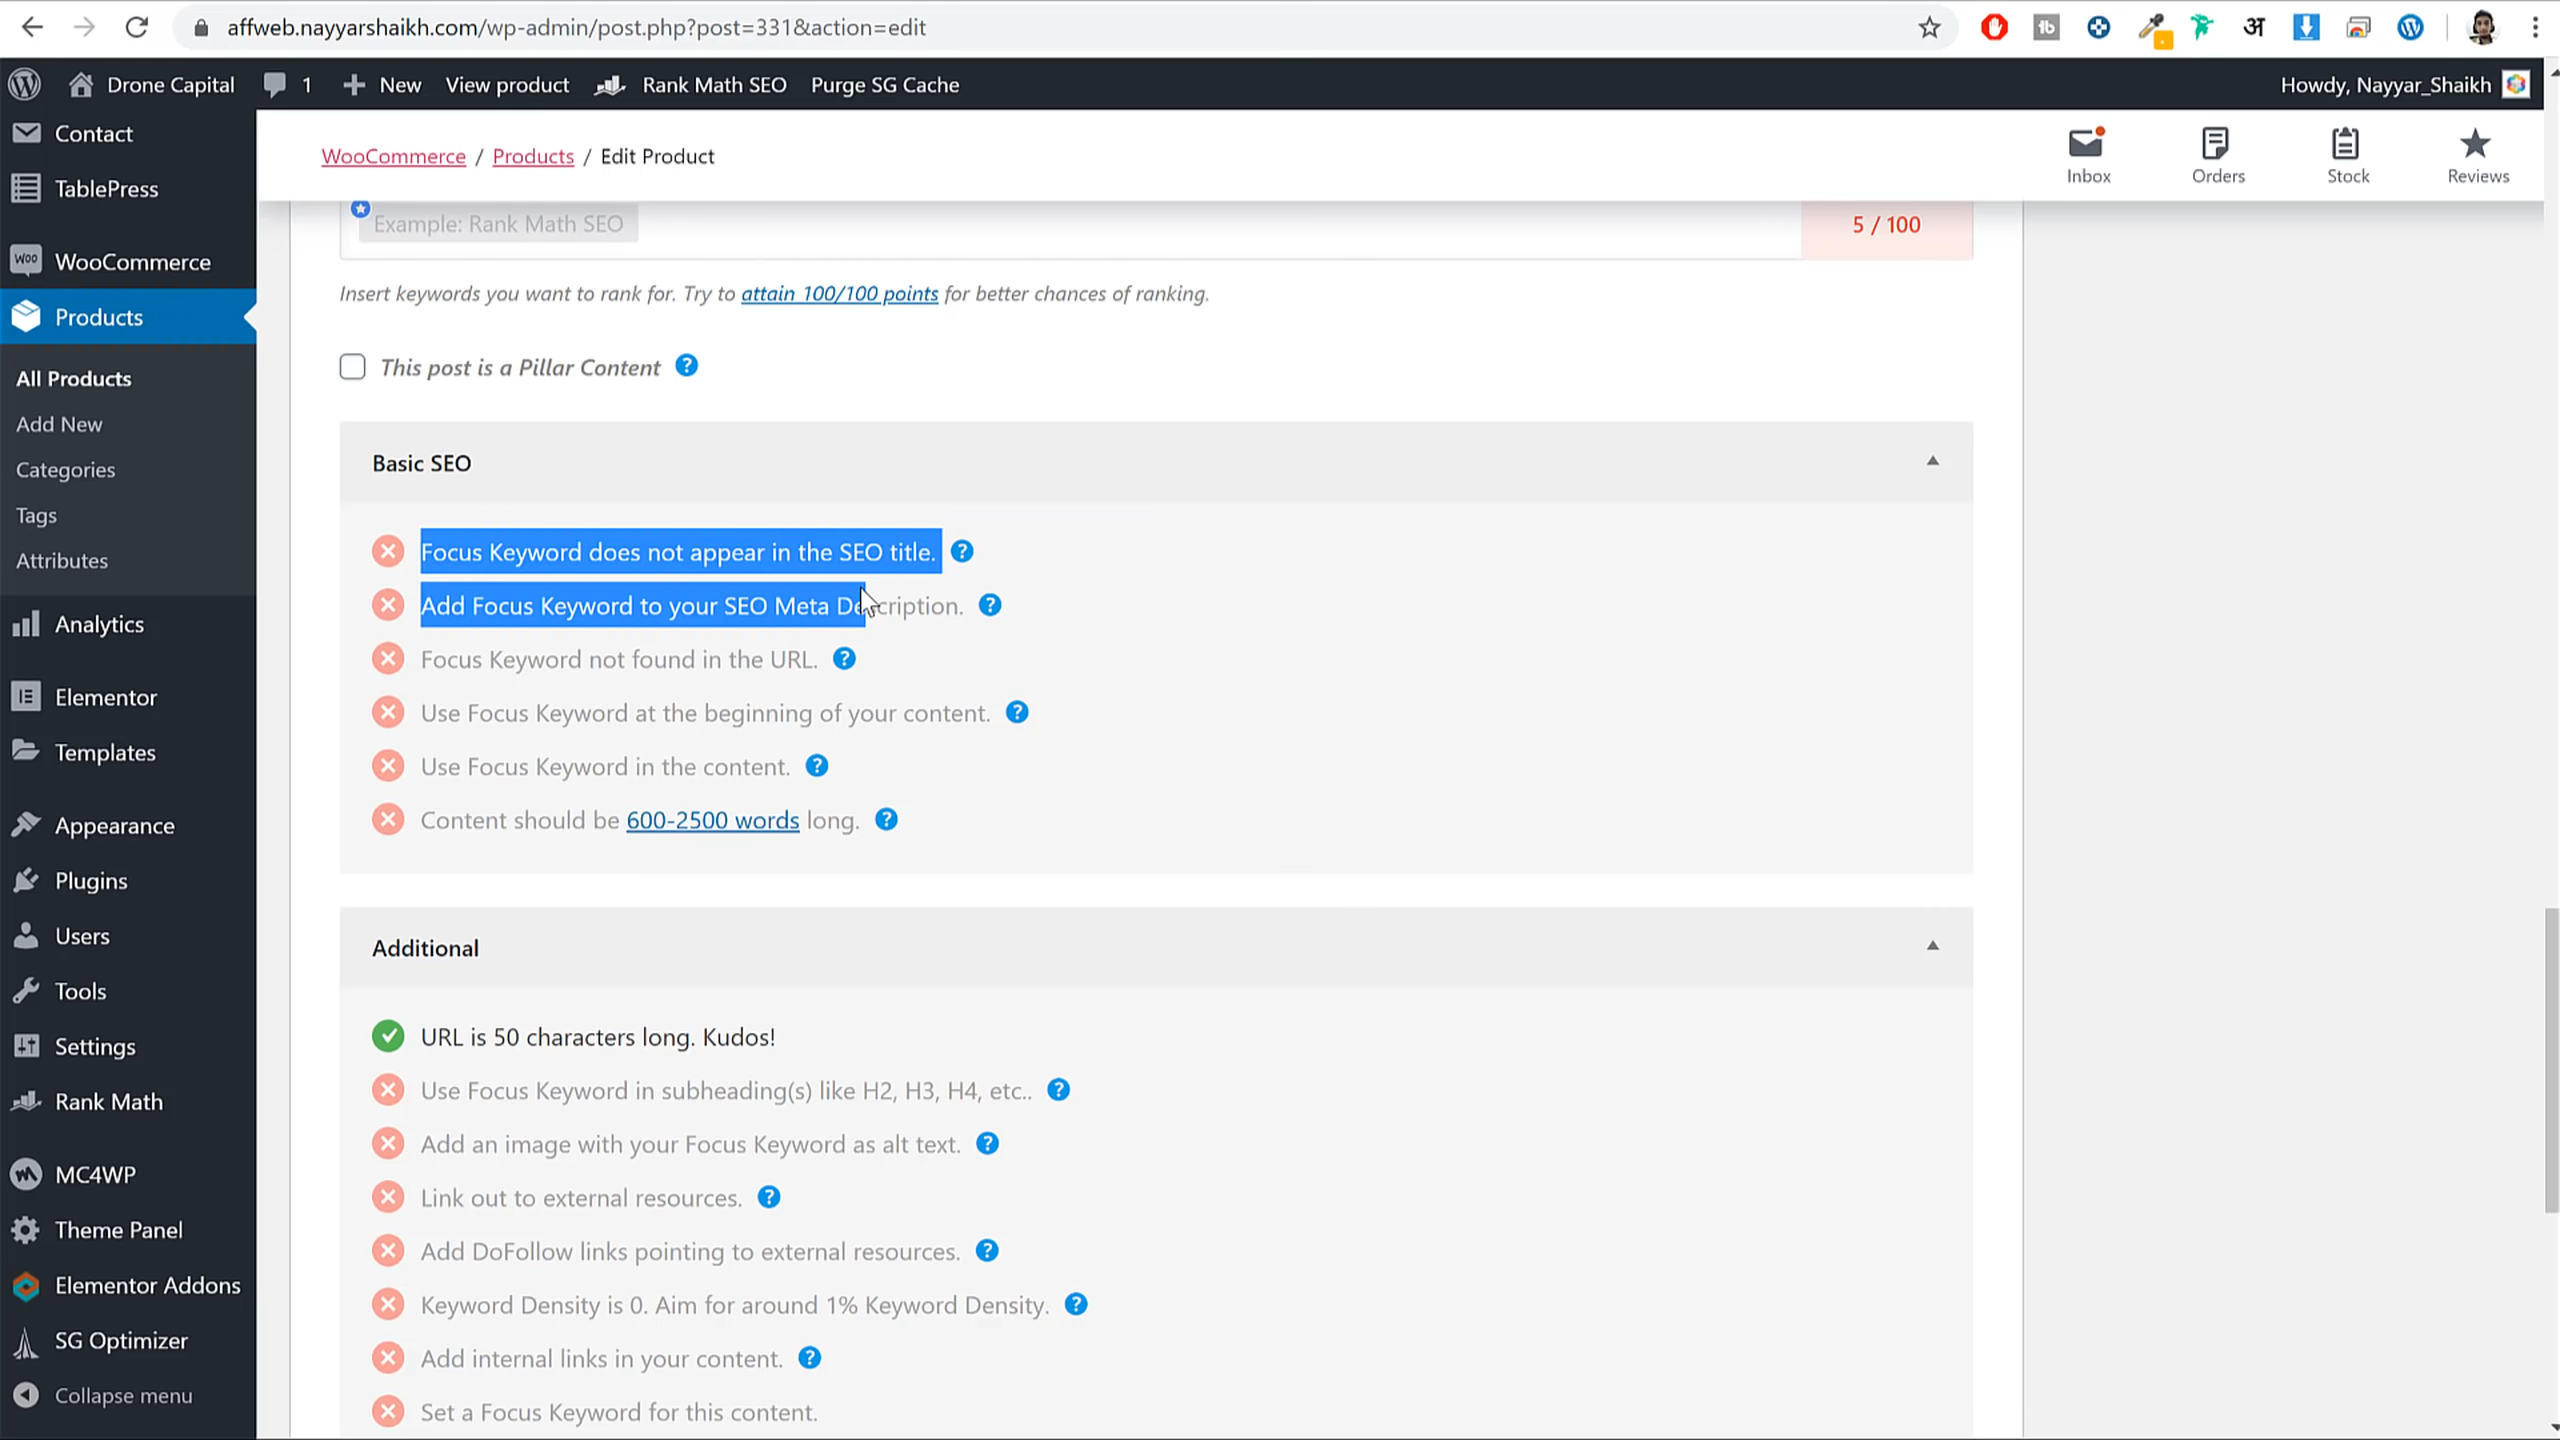 affweb.nayyarshaikh.com/wp-admin/post.php?post=331&action=edit
Drone Capital 1 New View product Rank Math SEO Purge SG Cache Howdy, Nayyar_Shaikh
Contact
TablePress
WooCommerce
Products
All Products
Add New
Categories
Tags
Attributes
Analytics
Elementor
Templates
Appearance
Plugins
Users
Tools
Settings
Rank Math
MC4WP
Theme Panel
Elementor Addons
SG Optimizer
Collapse menu
WooCommerce / Products / Edit Product
Inbox Orders Stock Reviews
Example: Rank Math SEO 5 / 100
Insert keywords you want to rank for. Try to attain 100/100 points for better chances of ranking.
This post is a Pillar Content ?
Basic SEO
Focus Keyword does not appear in the SEO title. ?
Add Focus Keyword to your SEO Meta Description. ?
Focus Keyword not found in the URL. ?
Use Focus Keyword at the beginning of your content. ?
Use Focus Keyword in the content. ?
Content should be 600-2500 words long. ?
Additional
URL is 50 characters long. Kudos!
Use Focus Keyword in subheading(s) like H2, H3, H4, etc.. ?
Add an image with your Focus Keyword as alt text. ?
Link out to external resources. ?
Add DoFollow links pointing to external resources. ?
Keyword Density is 0. Aim for around 1% Keyword Density. ?
Add internal links in your content. ?
Set a Focus Keyword for this content.